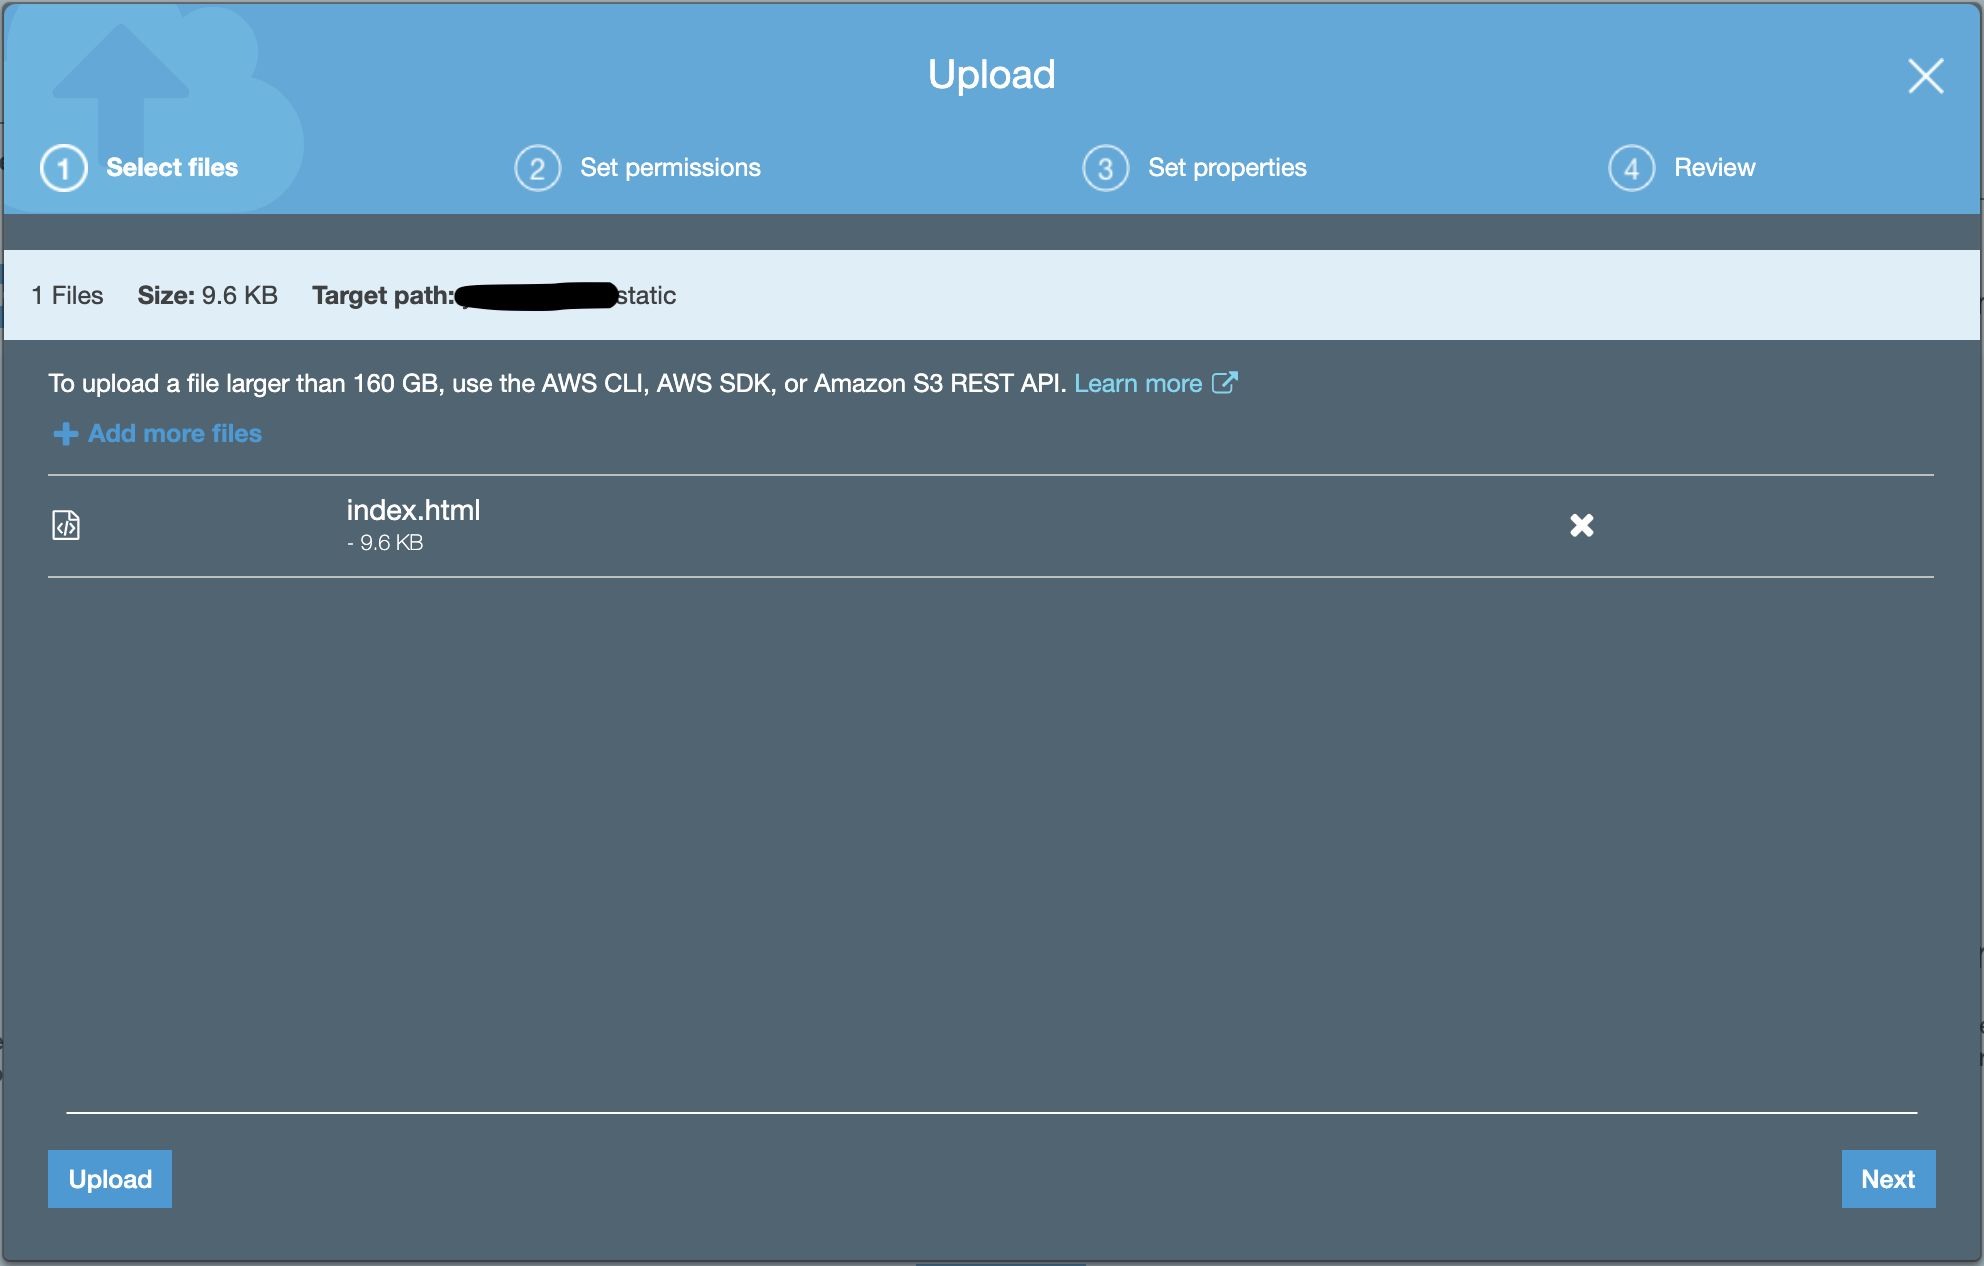 Upload
1 Select files
2 Set permissions
3 Set properties
4 Review
1 Files Size: 9.6 KB Target path: static
To upload a file larger than 160 GB, use the AWS CLI, AWS SDK, or Amazon S3 REST API. Learn more
Add more files
index.html
- 9.6 KB
Upload
Next